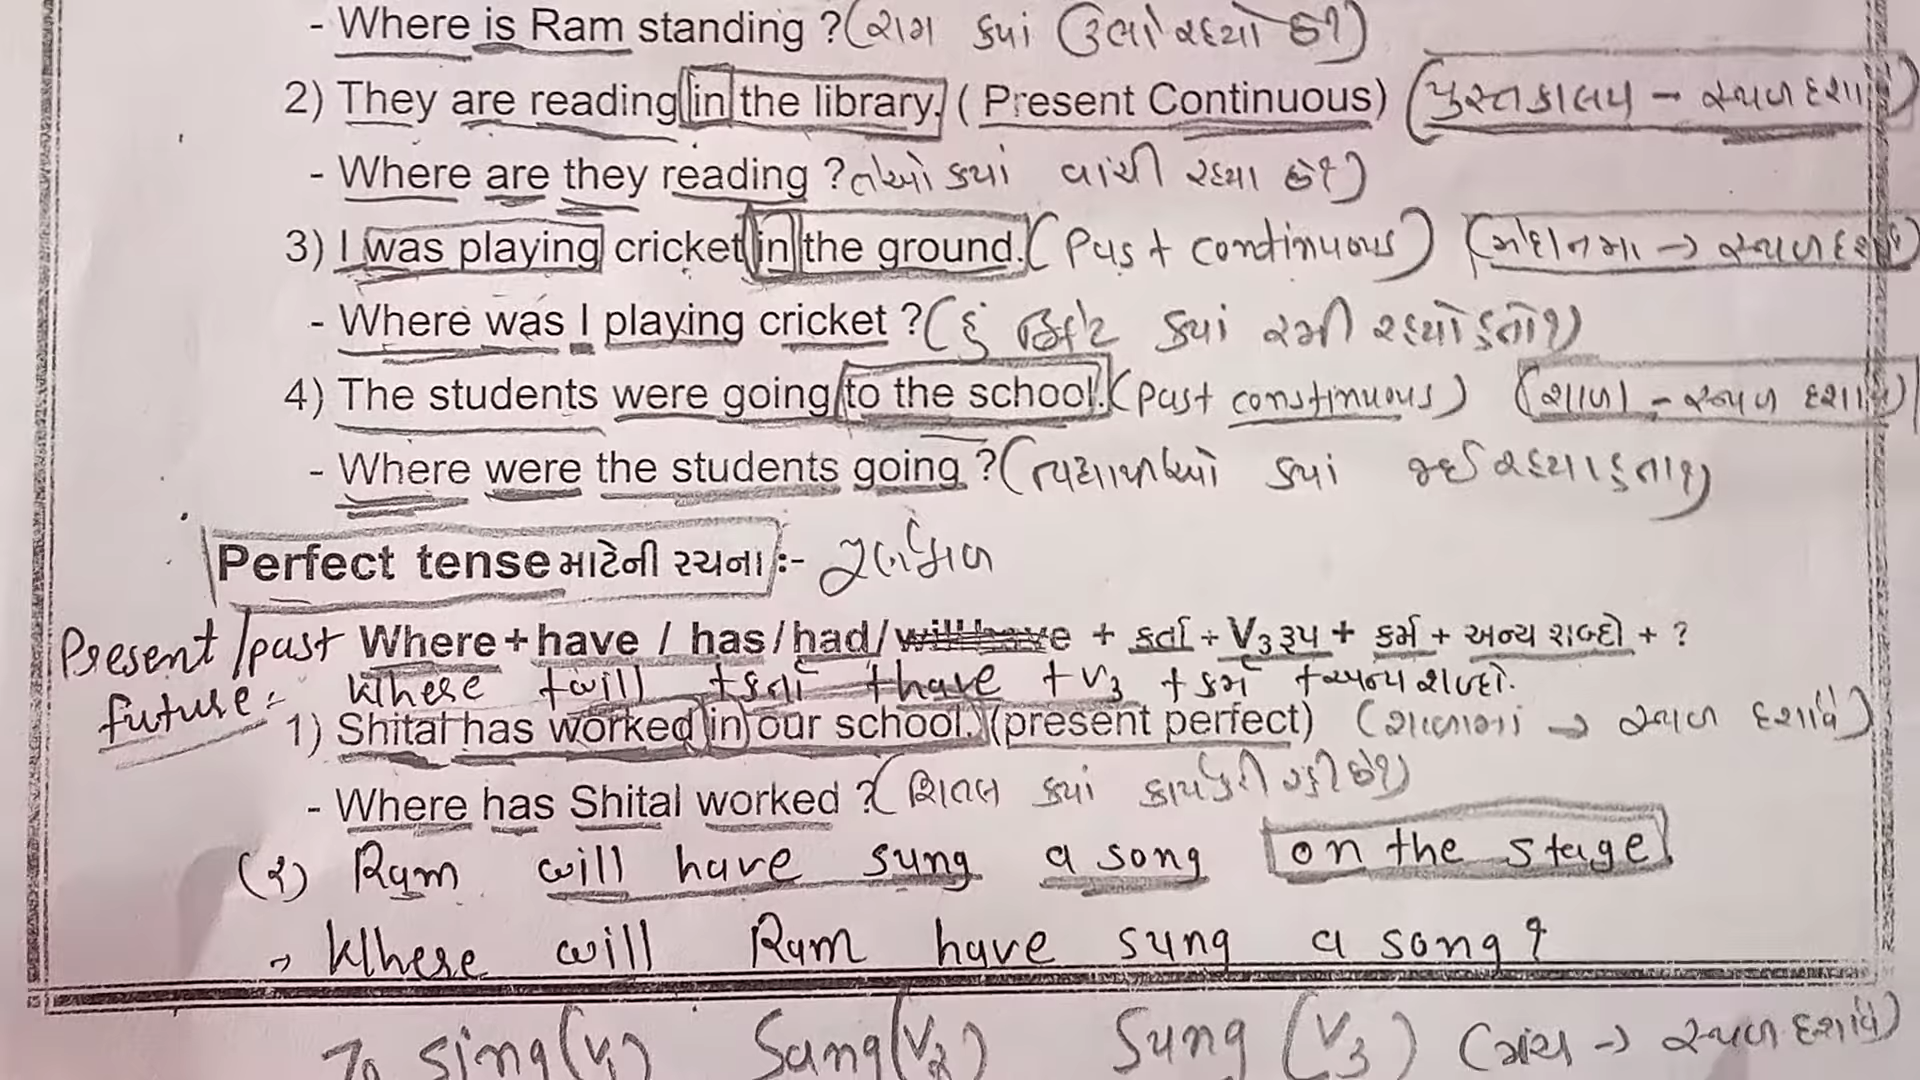 - Where is Ram standing ? (રામ ક્યાં ઉભો રહ્યો છે?)
2) They are reading in the library. ( Present Continuous) (પુસ્તકાલય - સ્થળ દર્શાવે)
- Where are they reading ? તેઓ ક્યાં વાંચી રહ્યા છે?)
3) I was playing cricket in the ground. (Past continuous) (મેદાનમાં → સ્થળ દર્શાવે)
- Where was I playing cricket ? (હું ક્રિકેટ ક્યાં રમી રહ્યો હતો?)
4) The students were going to the school. (Past constinuous) (શાળા - સ્થળ દર્શાવે)
- Where were the students going ? ( ક્યાં જઈ રહ્યા હતા?)
Perfect tense માટેની રચના :- પૂર્ણકાળ
Present / past Where + have / has / had / will have + કર્તા + V3 રૂપ + કર્મ + અન્ય શબ્દો + ?
future :- Where + will + કર્તા + have + V3 + કર્મ + અન્ય શબ્દો.
1) Shital has worked in our school. (present perfect) (શાળામાં → સ્થળ દર્શાવે)
- Where has Shital worked ? (શિતલ ક્યાં કાર્ય કરી રહી છે?)
(૨) Ram will have sung a song on the stage.
→ Where will Ram have sung a song?
To sing (V1) Sang (V2) Sung (V3) (મંચ → સ્થળ દર્શાવે)